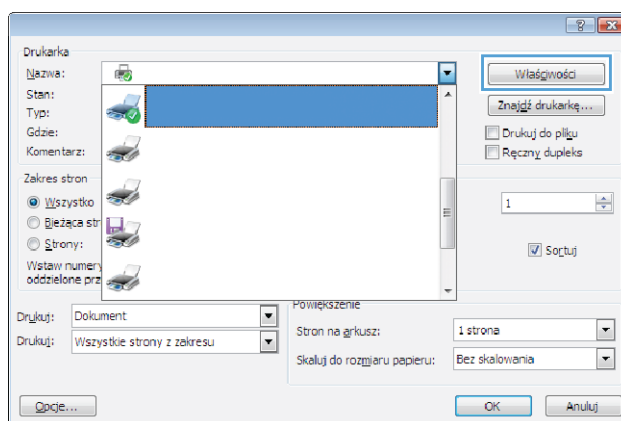 Drukarka
Nazwa:
Właściwości
Stan:
Typ:
Znajdź drukarkę...
Gdzie:
Drukuj do pliku
Komentarz:
Ręczny dupleks
Zakres stron
Wszystko
1
Bieżąca str
Strony:
Sortuj
Wstaw numery
oddzielone prz
Powiększenie
Drukuj: Dokument
Stron na arkusz: 1 strona
Drukuj: Wszystkie strony z zakresu
Skaluj do rozmiaru papieru: Bez skalowania
Opcje...
OK
Anuluj